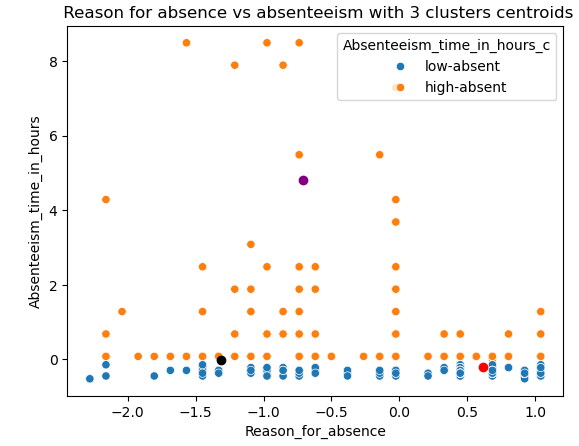 Reason for absence vs absenteeism with 3 clusters centroids
Absenteeism_time_in_hours_c
low-absent
high-absent
Absenteeism_time_in_hours
8
6
4
2
0
−2.0 −1.5 −1.0 −0.5 0.0 0.5 1.0
Reason_for_absence